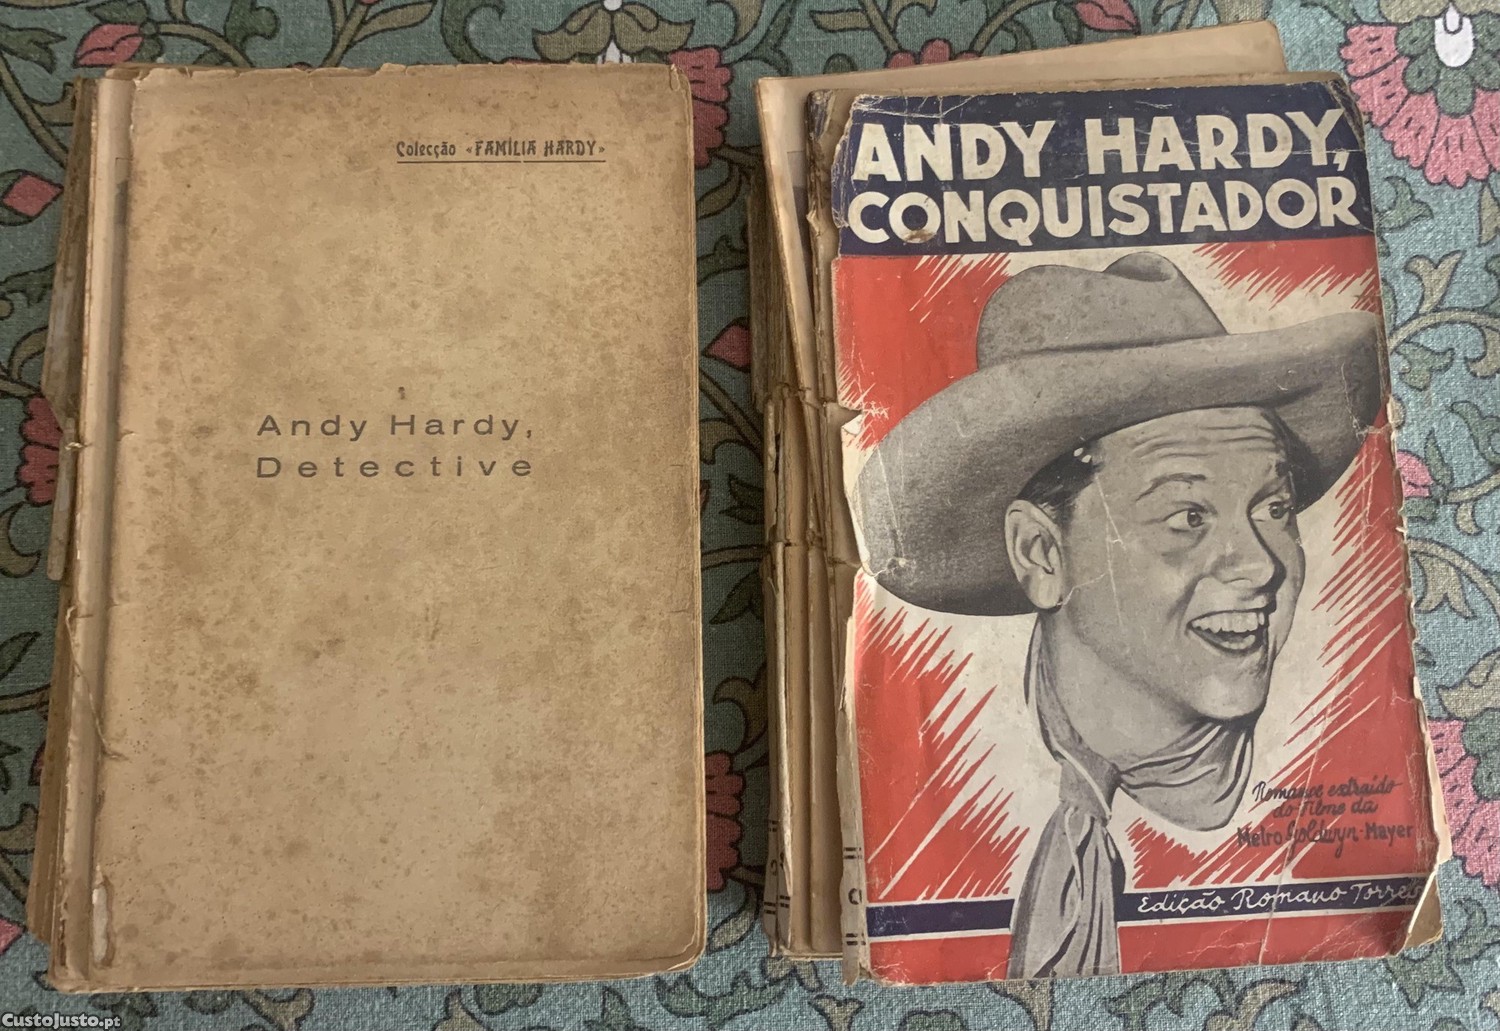 Colecção «FAMÍLIA HARDY»
Andy Hardy,
Detective
ANDY HARDY,
CONQUISTADOR
Romance extraído
do Filme da
Metro Goldwyn-Mayer
Edição Romano Torres
CustoJusto.pt